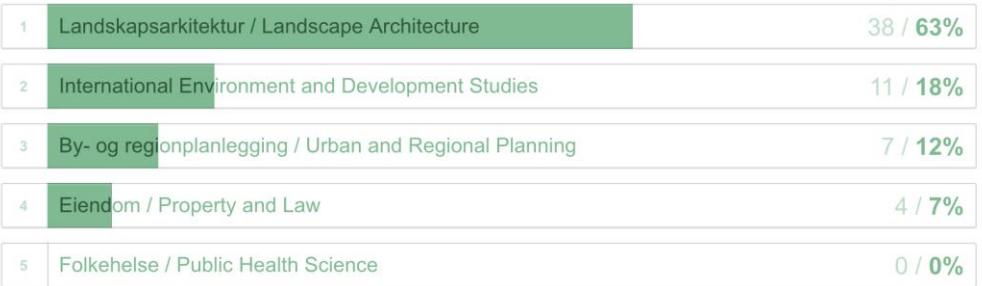 1 Landskapsarkitektur / Landscape Architecture 38 / 63%
2 International Environment and Development Studies 11 / 18%
3 By- og regionplanlegging / Urban and Regional Planning 7 / 12%
4 Eiendom / Property and Law 4 / 7%
5 Folkehelse / Public Health Science 0 / 0%